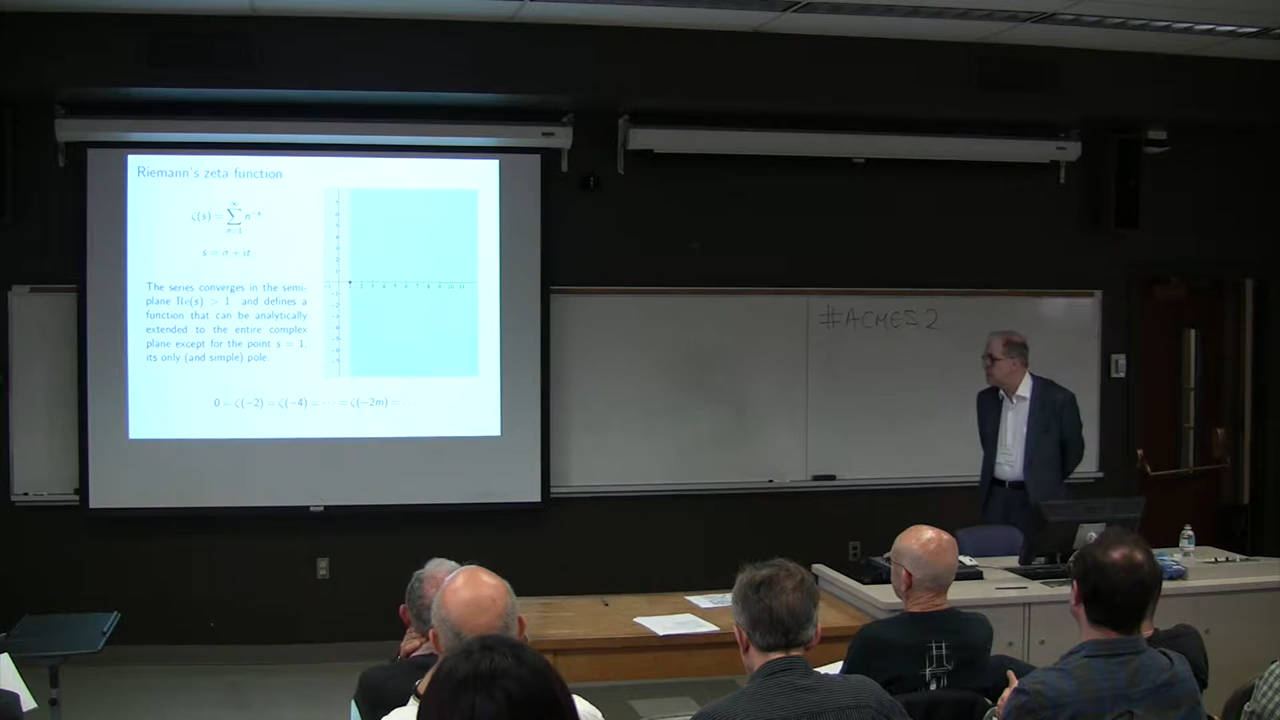 Riemann's zeta function
ζ(s) = ∑_{n=1}^{∞} n^{-s}
s = σ + it
The series converges in the semi-
plane Re(s) > 1 and defines a
function that can be analytically
extended to the entire complex
plane except for the point s = 1,
its only (and simple) pole
0 = ζ(−2) = ζ(−4) = ··· = ζ(−2m) = ···
#ACMES 2